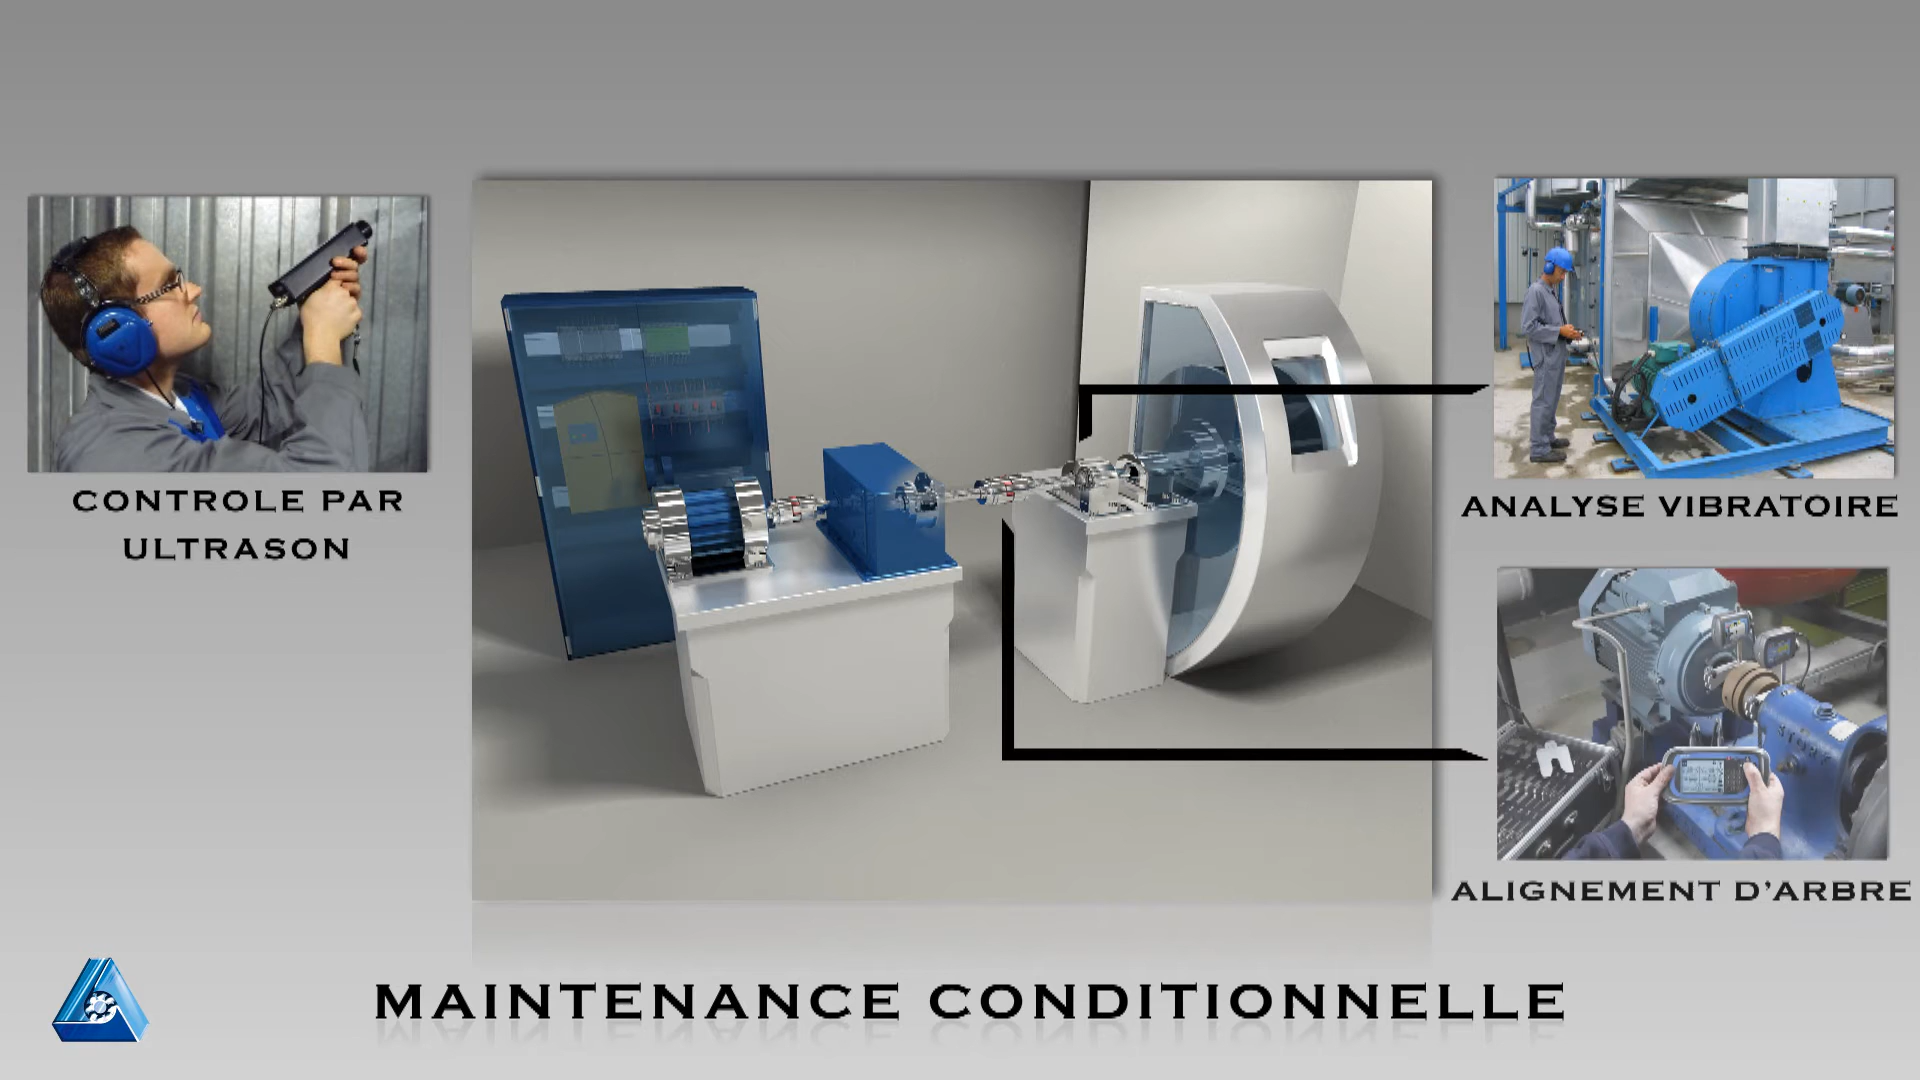 CONTROLE PAR
ULTRASON
ANALYSE VIBRATOIRE
ALIGNEMENT D'ARBRE
MAINTENANCE CONDITIONNELLE